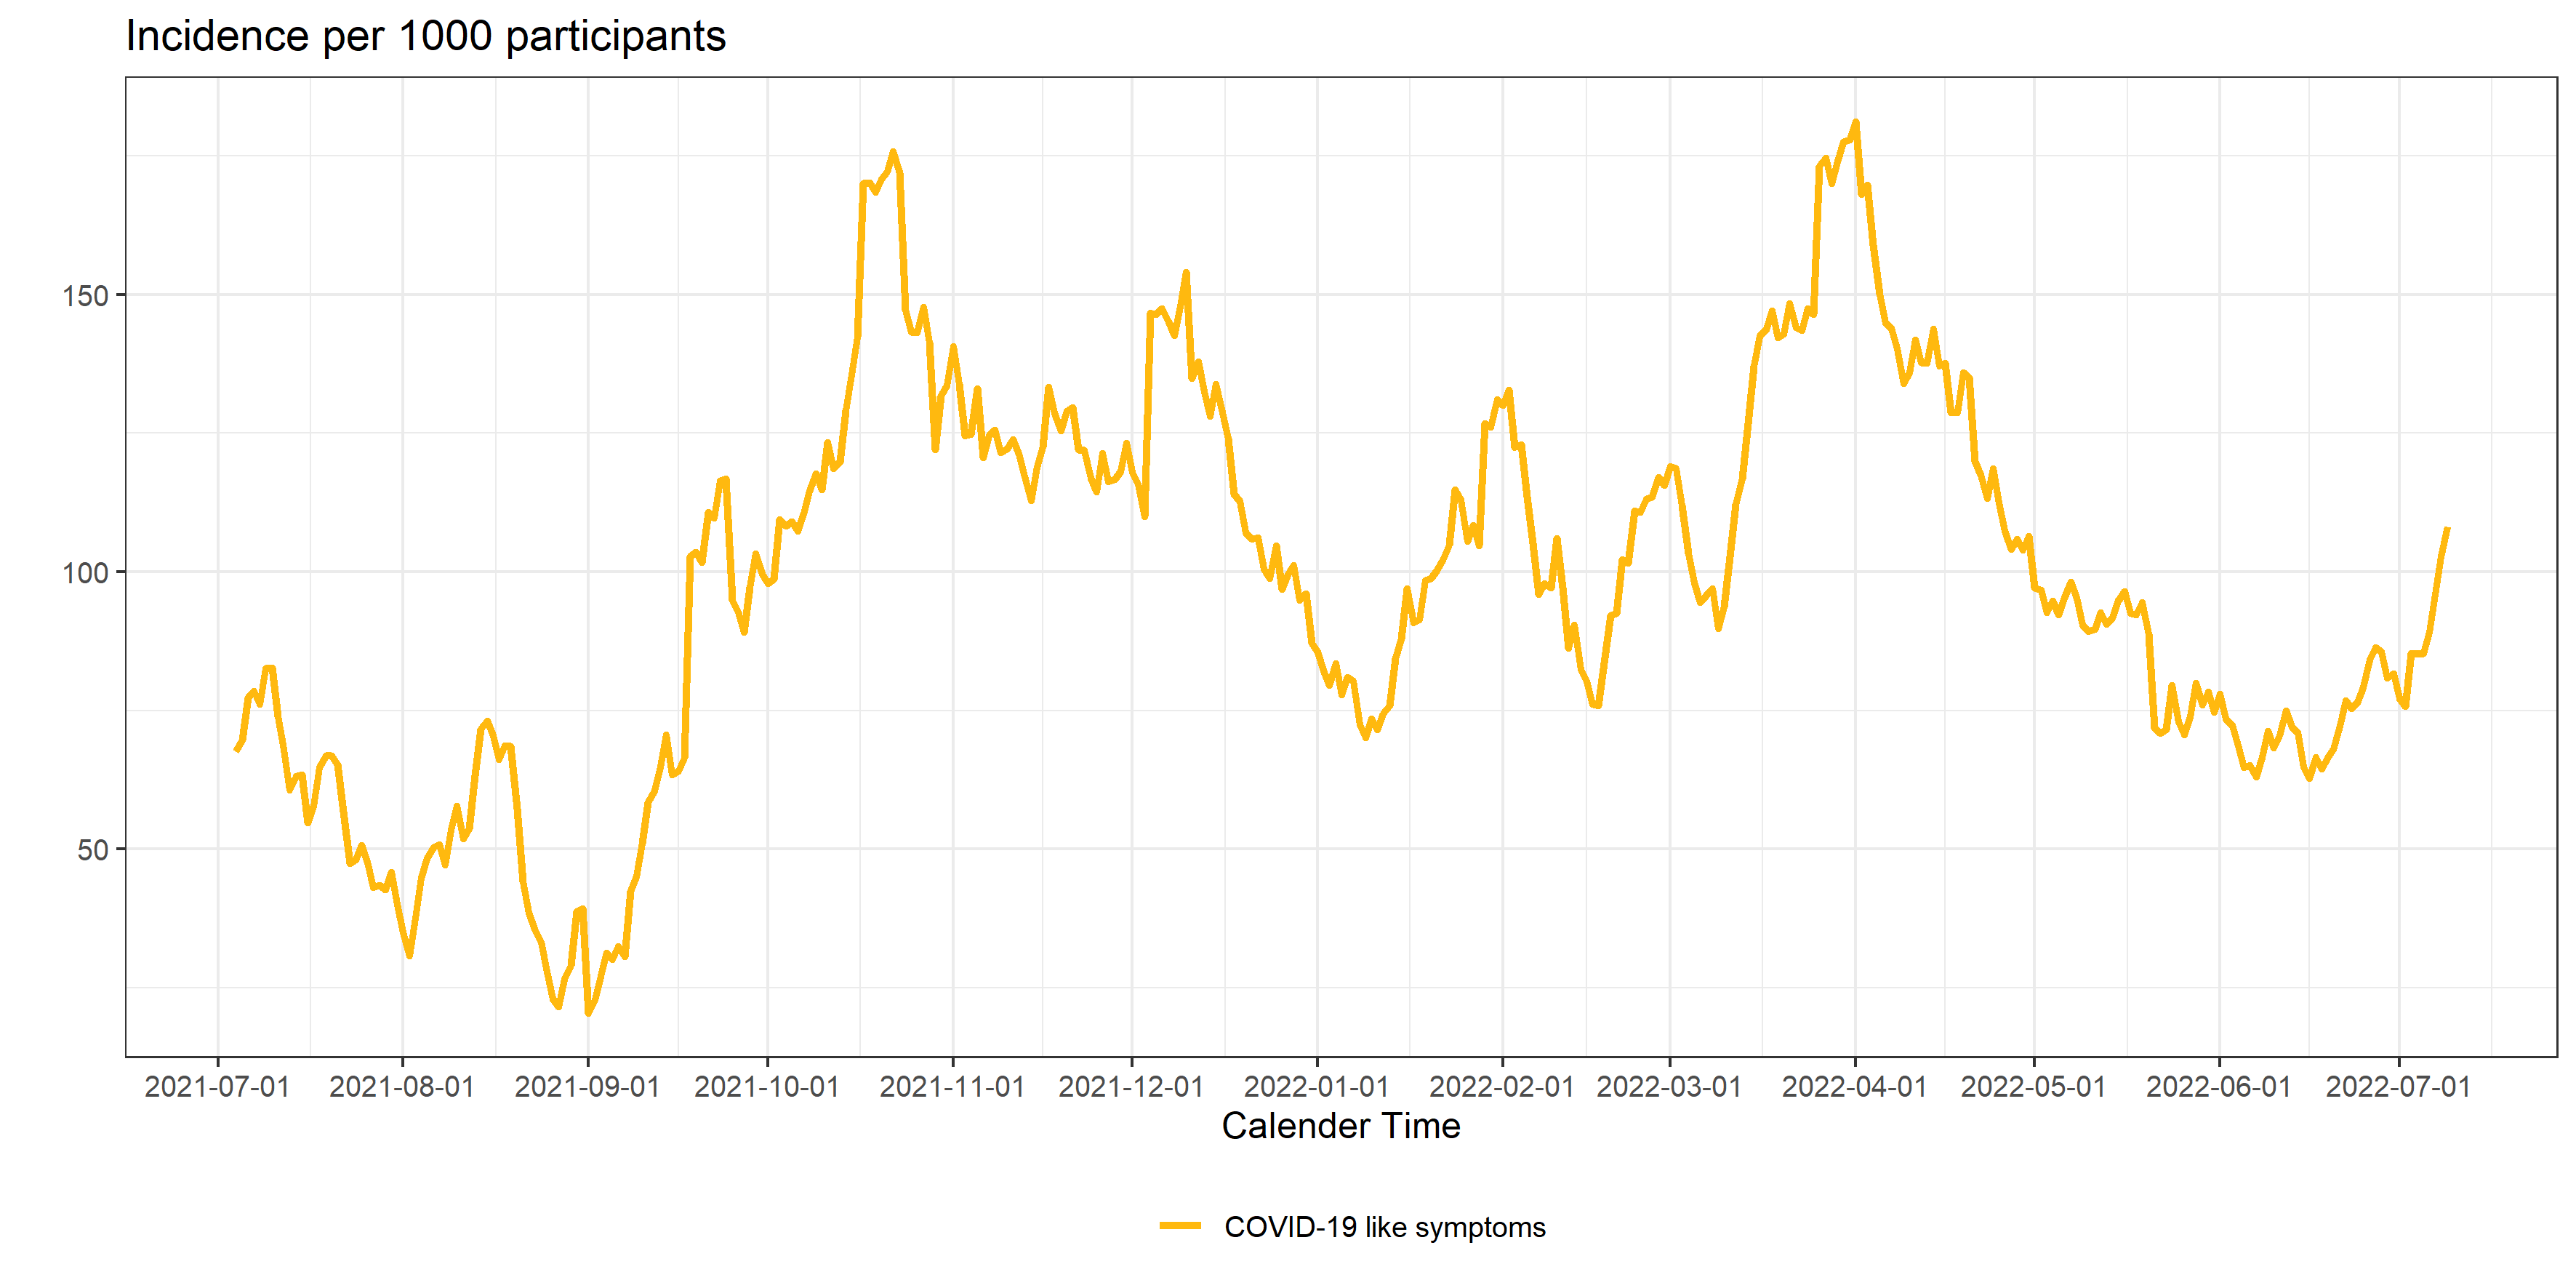 Incidence per 1000 participants
150
100
50
2021-07-01 2021-08-01 2021-09-01 2021-10-01 2021-11-01 2021-12-01 2022-01-01 2022-02-01 2022-03-01 2022-04-01 2022-05-01 2022-06-01 2022-07-01
Calender Time
COVID-19 like symptoms